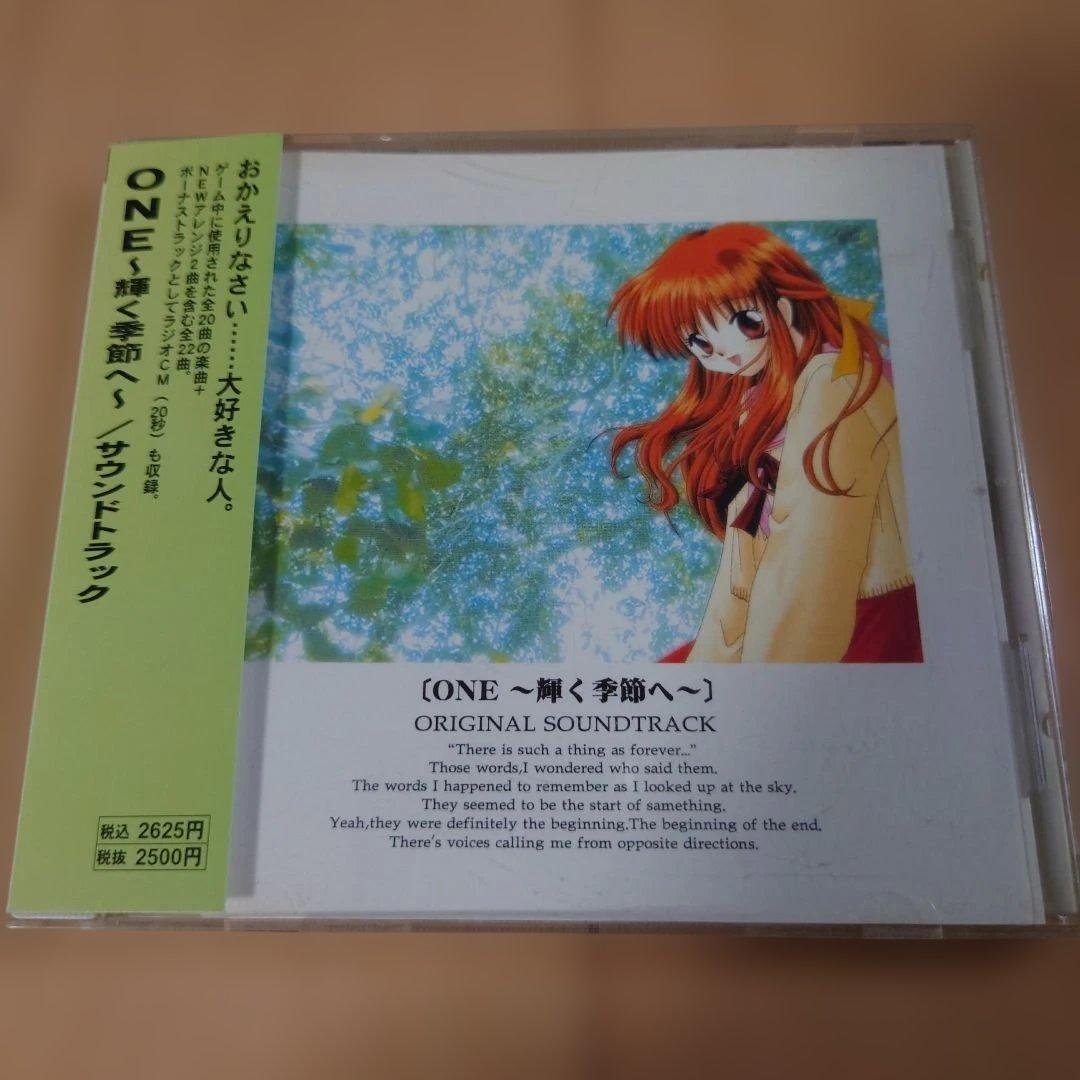 おかえりなさい……大好きな人。
ゲーム中に使用された全20曲の楽曲＋
NEWアレンジ2曲を含む全22曲。
ボーナストラックとしてラジオCM（20秒）も収録。
ONE～輝く季節へ～／サウンドトラック
税込 2625円
税抜 2500円
〔ONE ～輝く季節へ～〕
ORIGINAL SOUNDTRACK
“There is such a thing as forever...”
Those words,I wondered who said them.
The words I happened to remember as I looked up at the sky.
They seemed to be the start of samething.
Yeah,they were definitely the beginning.The beginning of the end.
There's voices calling me from opposite directions.